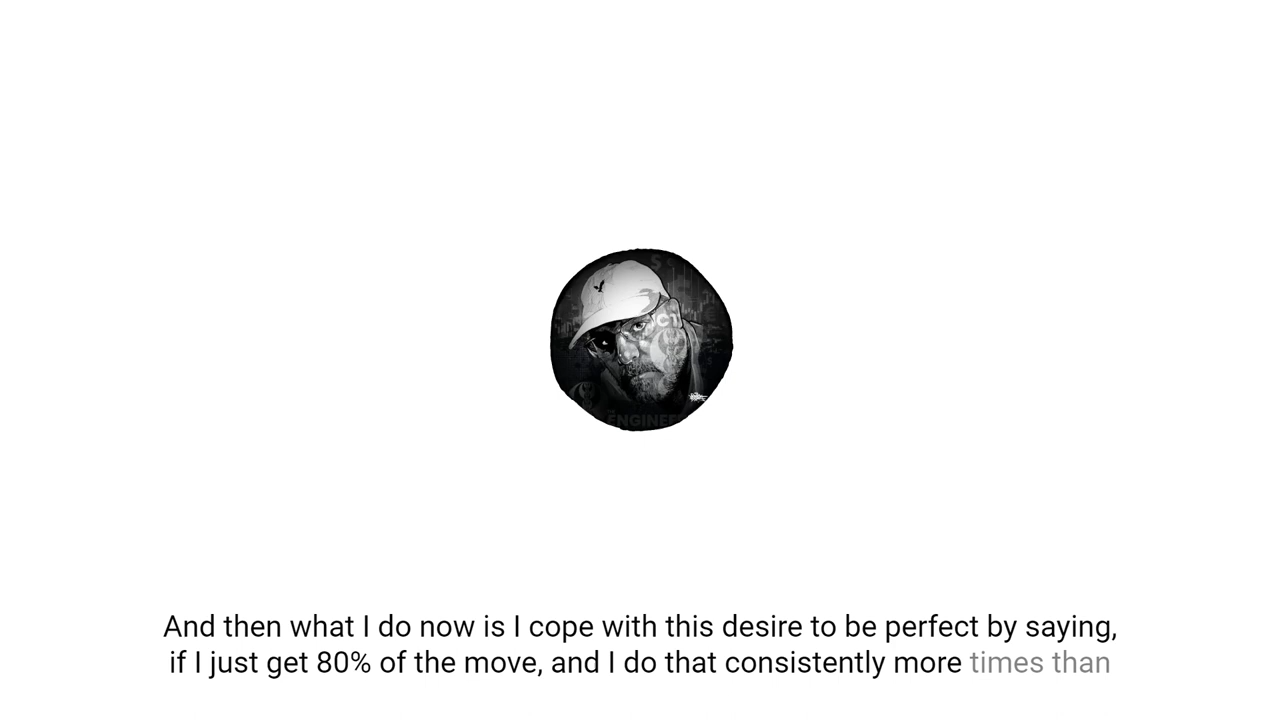 And then what I do now is I cope with this desire to be perfect by saying,
if I just get 80% of the move, and I do that consistently more times than